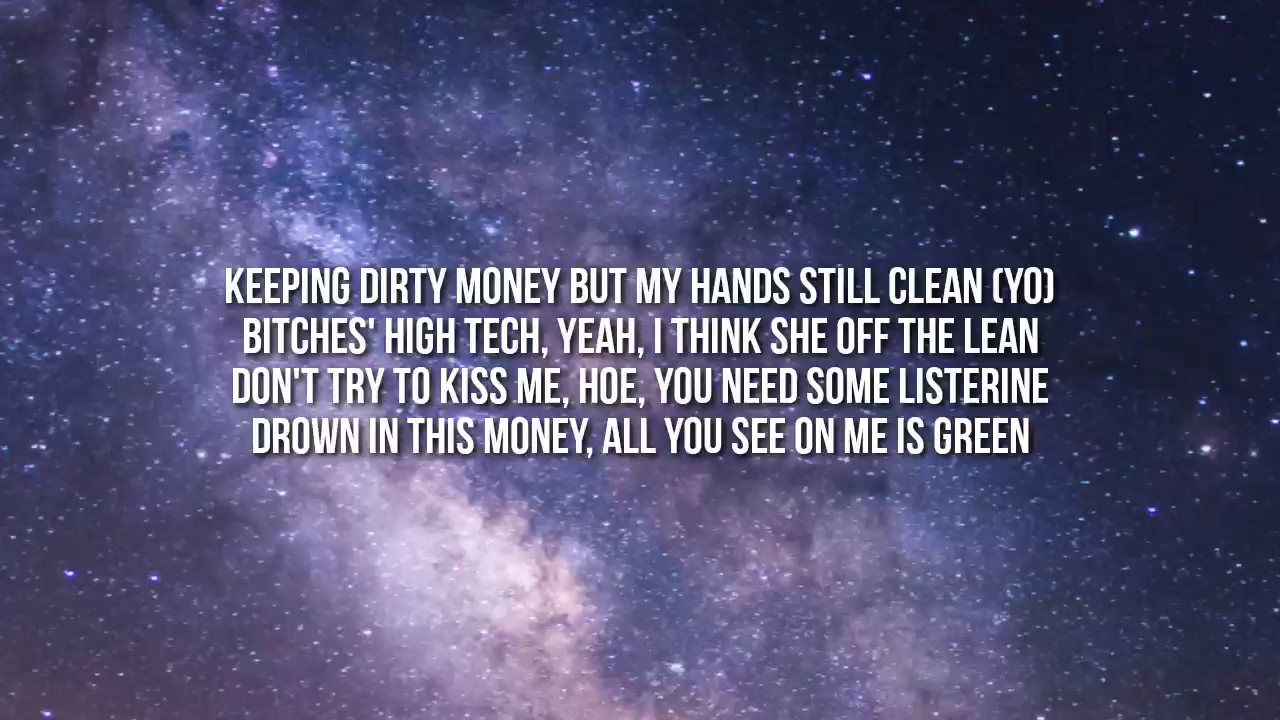 KEEPING DIRTY MONEY BUT MY HANDS STILL CLEAN (YO)
BITCHES' HIGH TECH, YEAH, I THINK SHE OFF THE LEAN
DON'T TRY TO KISS ME, HOE, YOU NEED SOME LISTERINE
DROWN IN THIS MONEY, ALL YOU SEE ON ME IS GREEN